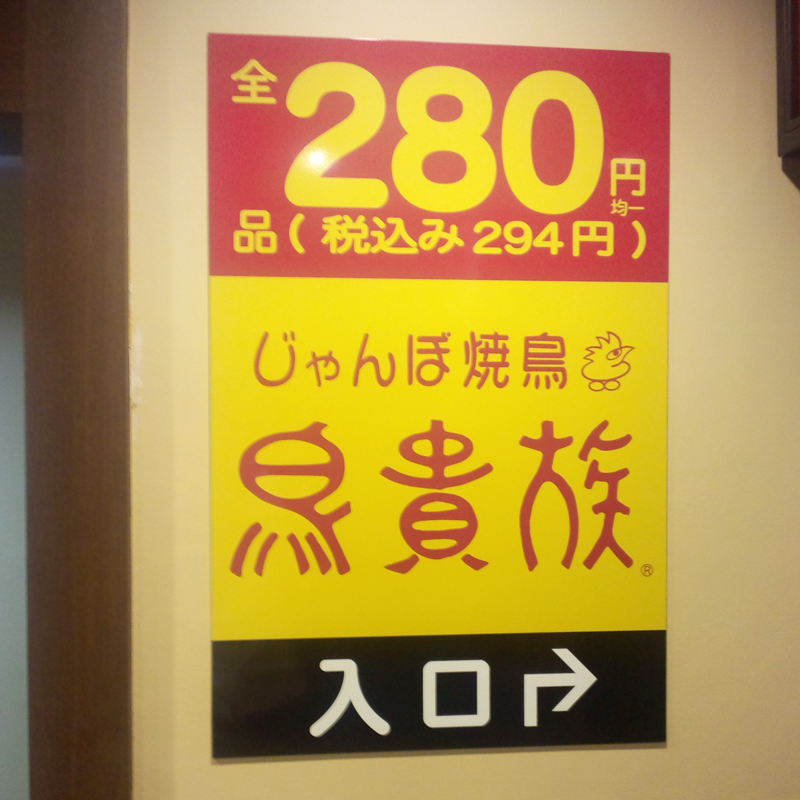 全品280円均一
(税込み294円)
じゃんぼ焼鳥
鳥貴族®
入口